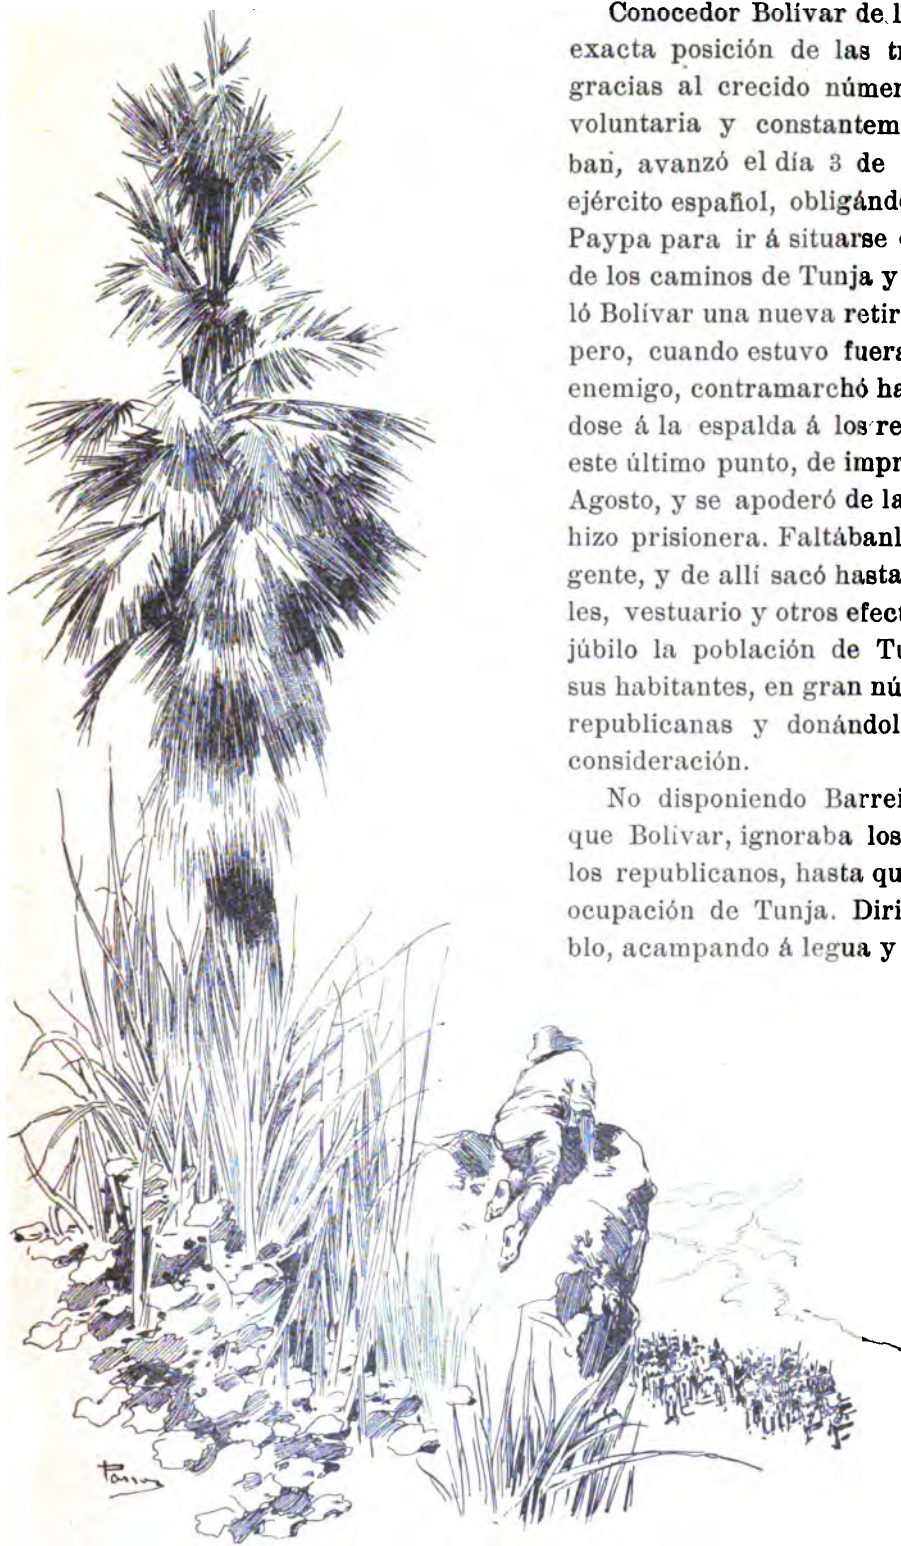 Conocedor Bolívar de l
exacta posición de las tr
gracias al crecido númer
voluntaria y constantem
ban, avanzó el día 3 de
ejército español, obligánd
Paypa para ir á situarse
de los caminos de Tunja y
ló Bolívar una nueva retir
pero, cuando estuvo fuera
enemigo, contramarchó ha
dose á la espalda á los re
este último punto, de impr
Agosto, y se apoderó de la
hizo prisionera. Faltábanl
gente, y de allí sacó hasta
les, vestuario y otros efect
júbilo la población de Tu
sus habitantes, en gran nú
republicanas y donándol
consideración.
No disponiendo Barrei
que Bolívar, ignoraba los
los republicanos, hasta qu
ocupación de Tunja. Diri
blo, acampando á legua y